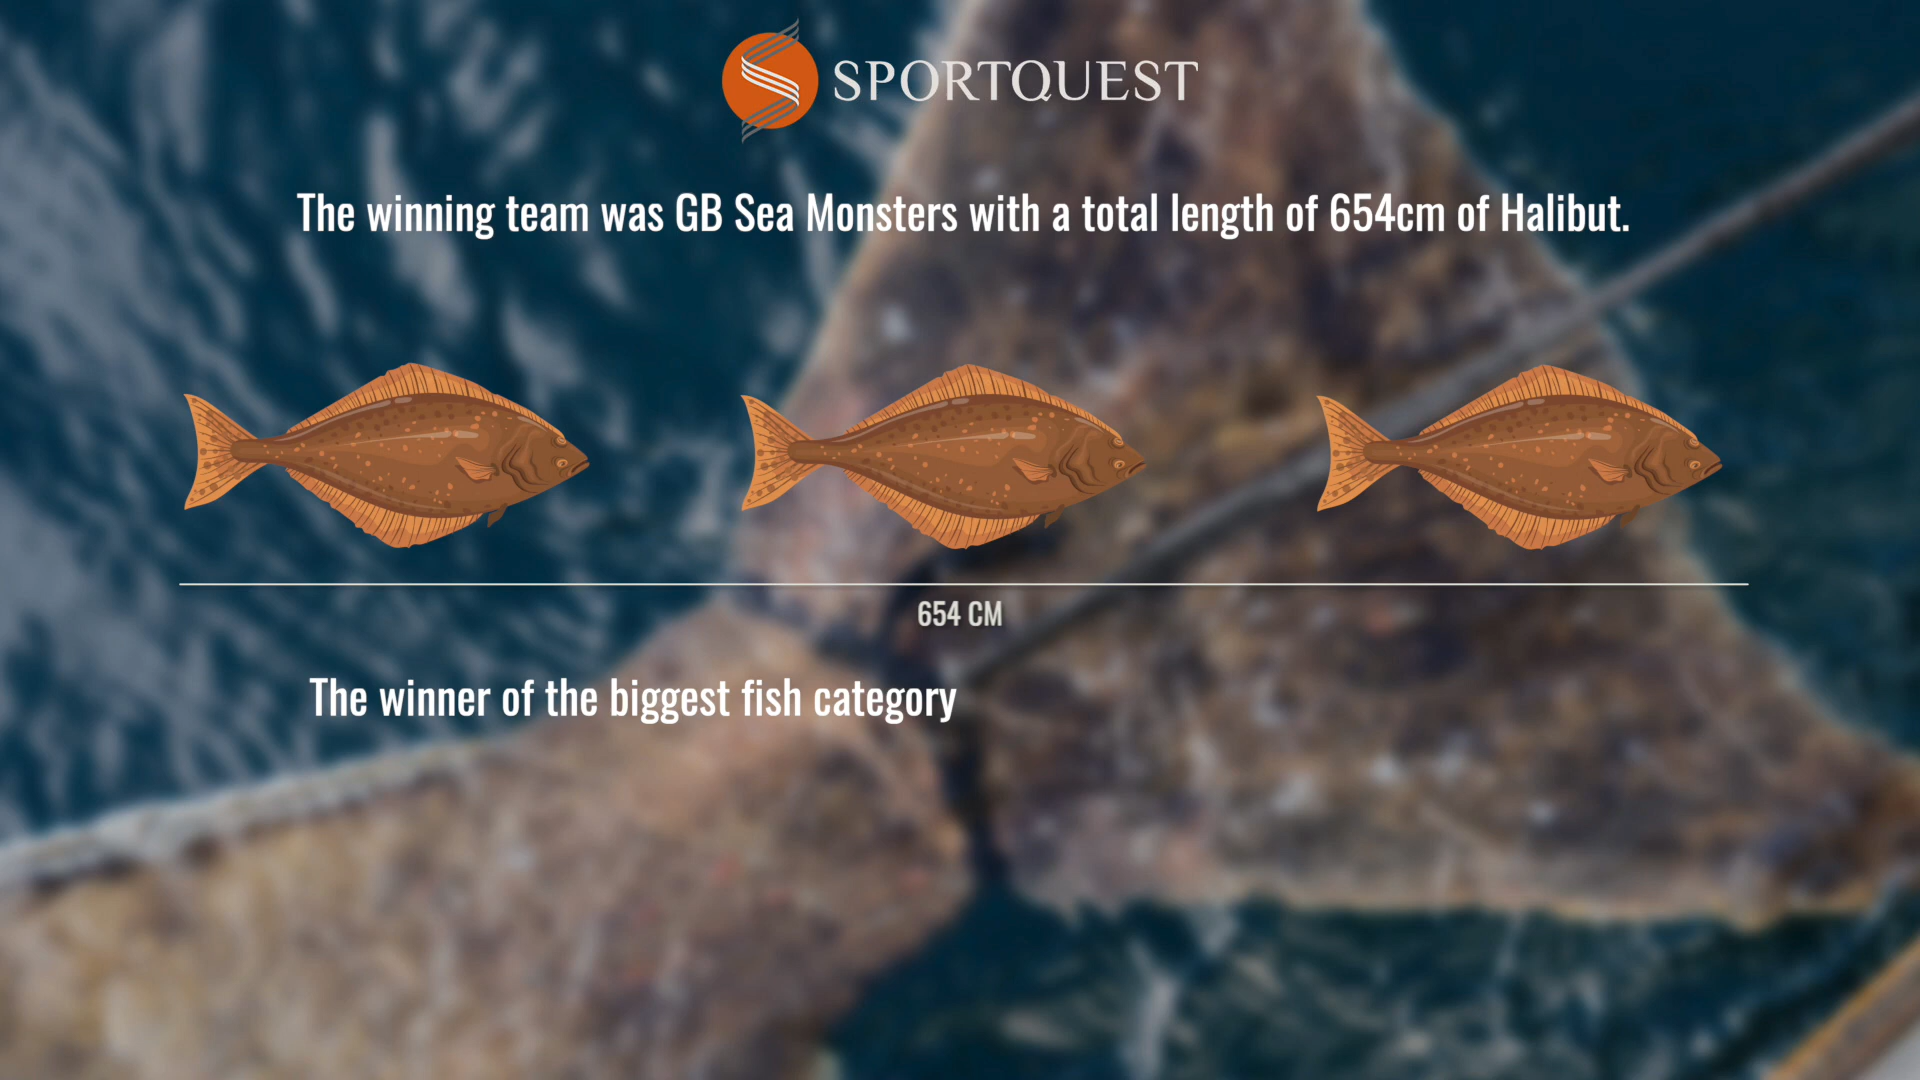 SPORTQUEST
The winning team was GB Sea Monsters with a total length of 654cm of Halibut.
654 CM
The winner of the biggest fish category